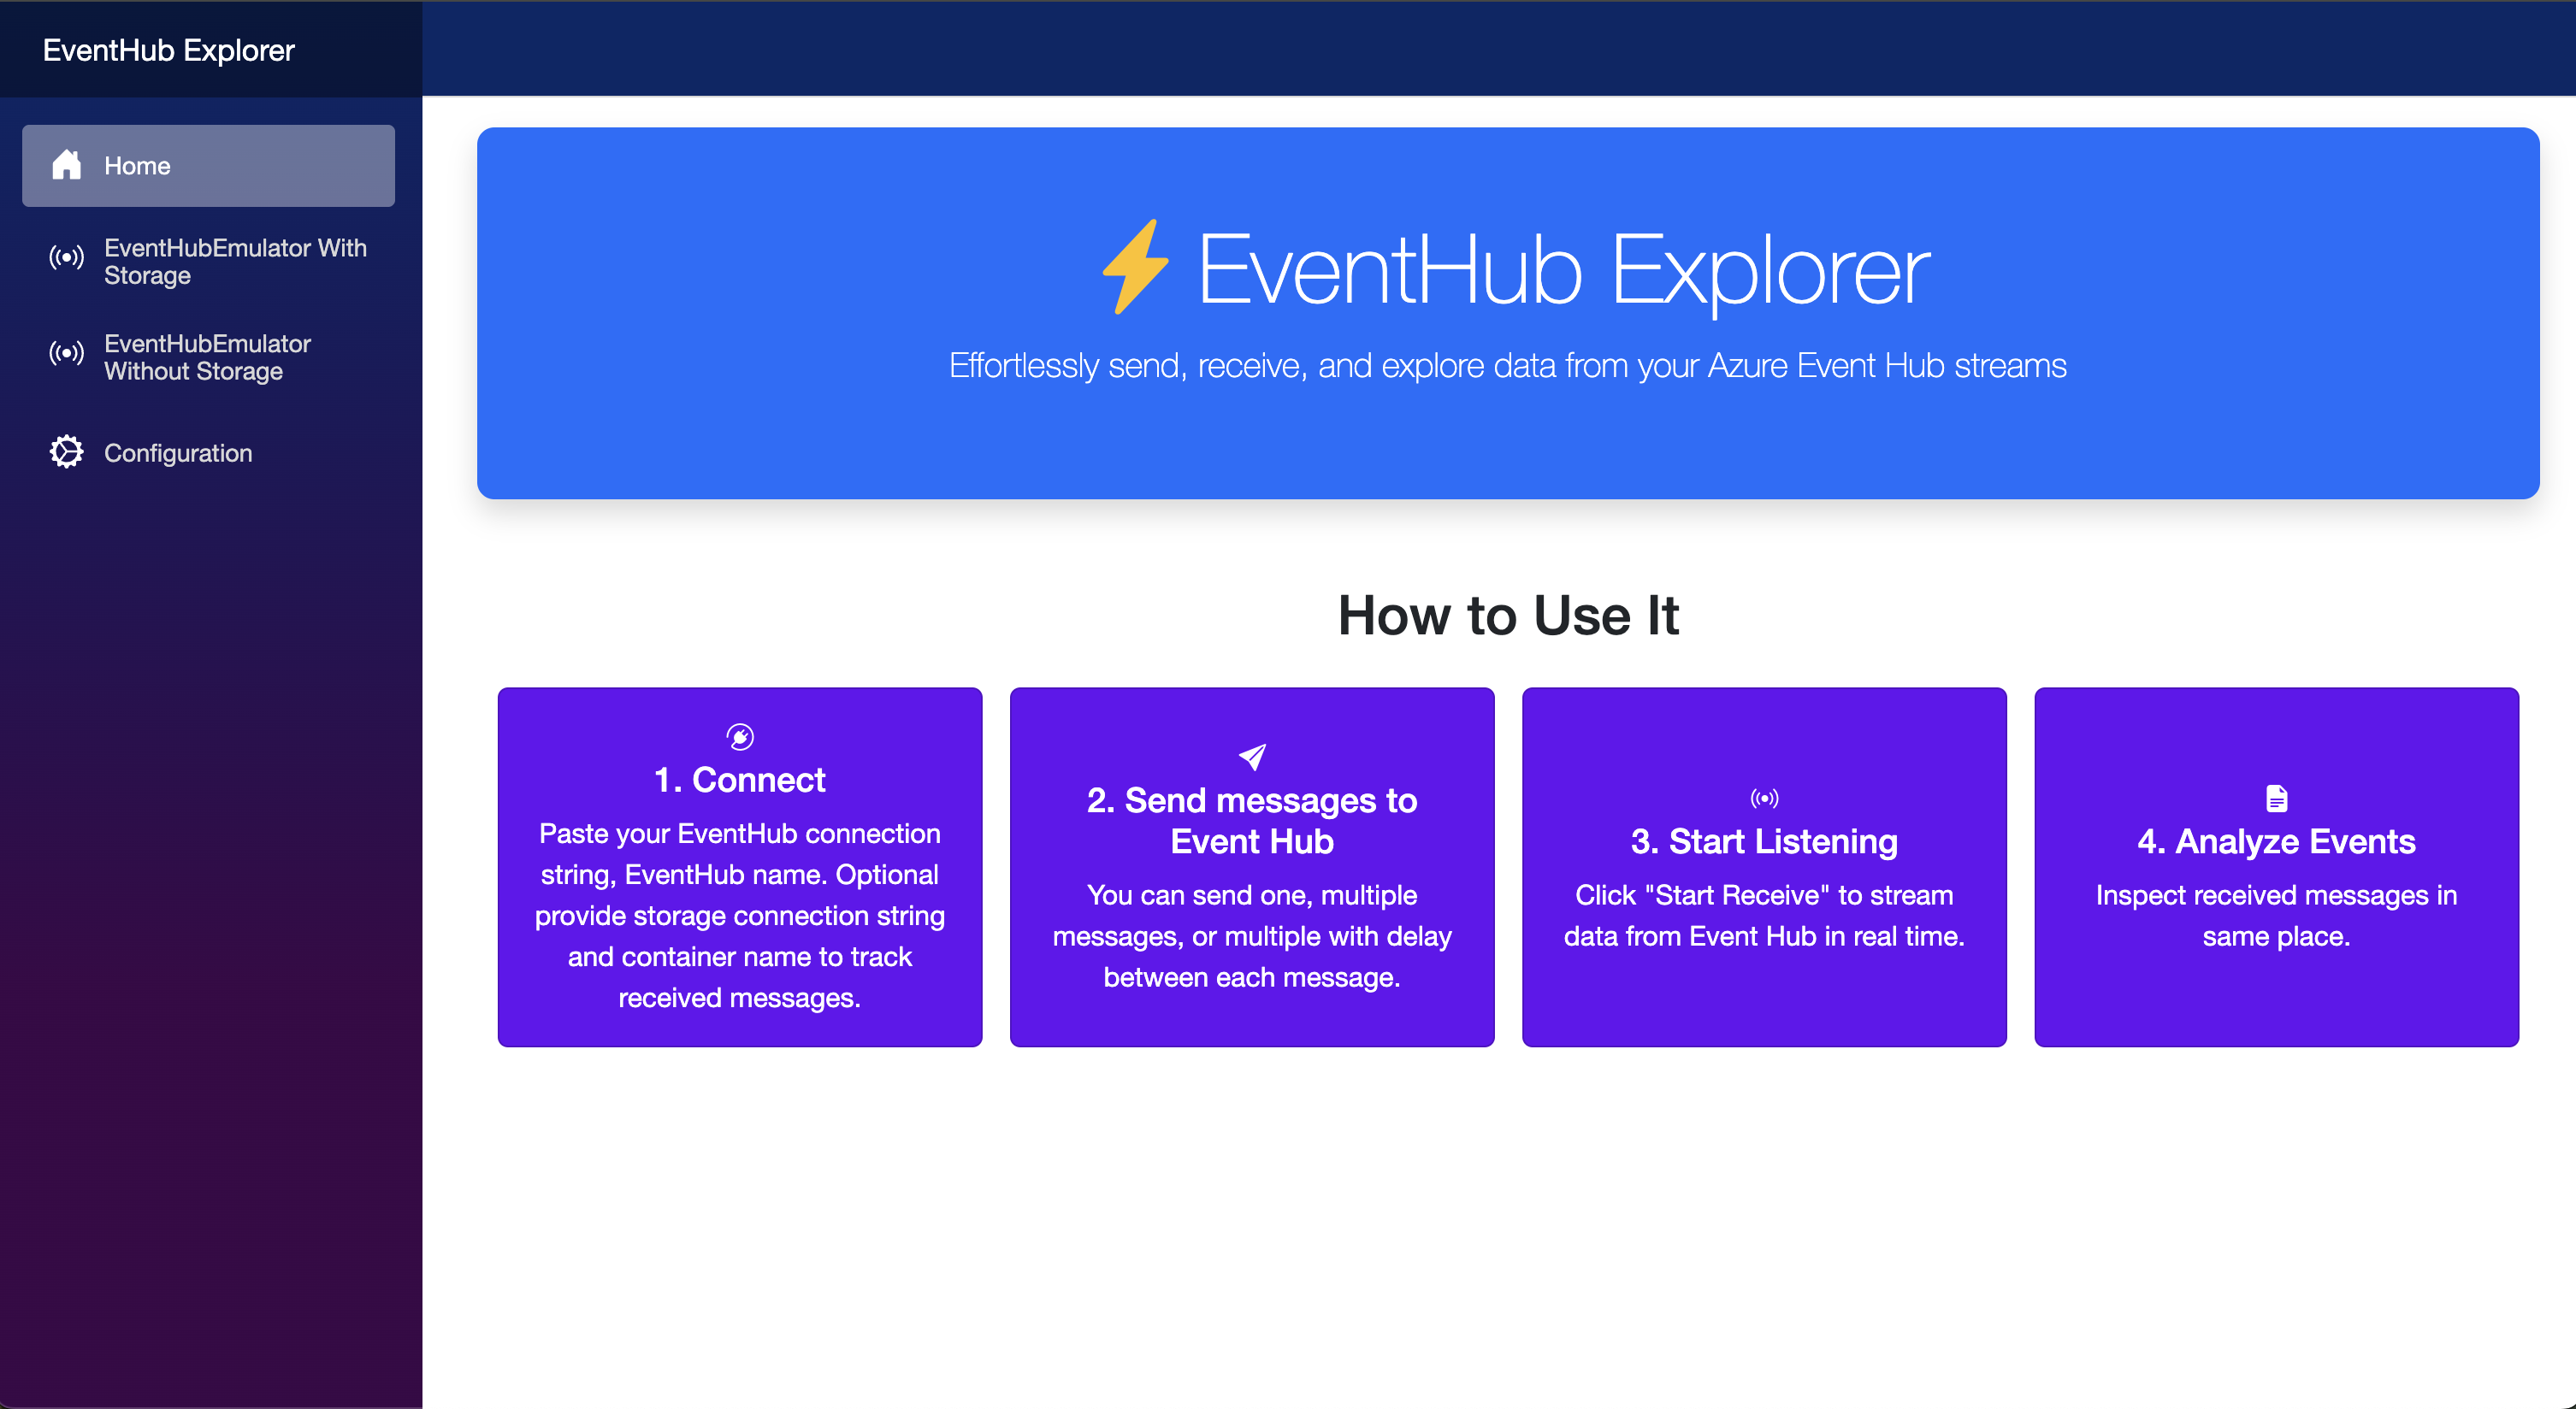 EventHub Explorer
Home
EventHubEmulator With
Storage
EventHubEmulator
Without Storage
Configuration
EventHub Explorer
Effortlessly send, receive, and explore data from your Azure Event Hub streams
How to Use It
1. Connect
Paste your EventHub connection
string, EventHub name. Optional
provide storage connection string
and container name to track
received messages.
2. Send messages to
Event Hub
You can send one, multiple
messages, or multiple with delay
between each message.
3. Start Listening
Click "Start Receive" to stream
data from Event Hub in real time.
4. Analyze Events
Inspect received messages in
same place.